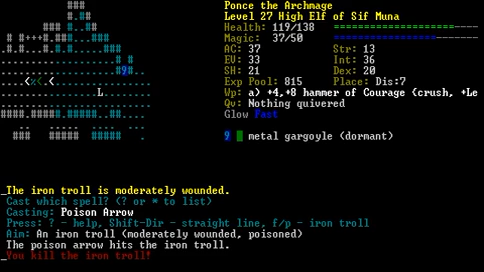 Ponce the Archmage
Level 27 High Elf of Sif Muna
Health: 119/138
Magic: 37/50
AC: 37 Str: 13
EV: 33 Int: 36
SH: 21 Dex: 20
Exp Pool: 815 Place: Dis:7
Wp: a) +4,+8 hammer of Courage (crush, +Le
Qv: Nothing quivered
Glow Fast
9 metal gargoyle (dormant)
_The iron troll is moderately wounded.
Cast which spell? (? or * to list)
Casting: Poison Arrow
Press: ? - help, Shift-Dir - straight line, f/p - iron troll
Aim: An iron troll (moderately wounded, poisoned)
The poison arrow hits the iron troll.
_You kill the iron troll!